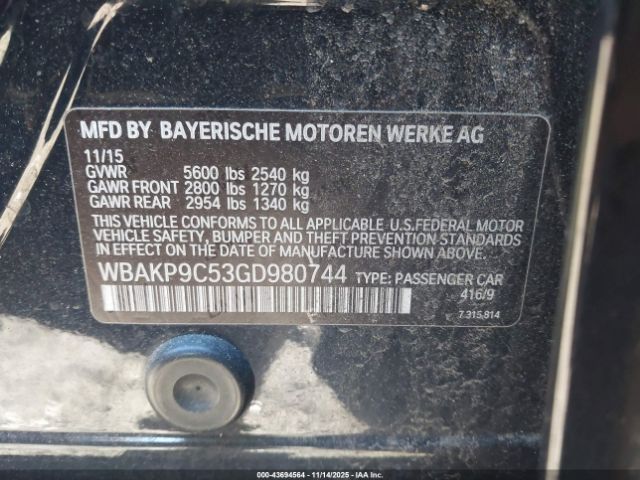 MFD BY BAYERISCHE MOTOREN WERKE AG
11/15
GVWR 5600 lbs 2540 kg
GAWR FRONT 2800 lbs 1270 kg
GAWR REAR 2954 lbs 1340 kg
THIS VEHICLE CONFORMS TO ALL APPLICABLE U.S.FEDERAL MOTOR
VEHICLE SAFETY, BUMPER AND THEFT PREVENTION STANDARDS
IN EFFECT ON THE DATE OF MANUFACTURE SHOWN ABOVE.
WBAKP9C53GD980744 TYPE: PASSENGER CAR
416/9
7.315.814
000-43694564 - 11/14/2025 - IAA Inc.